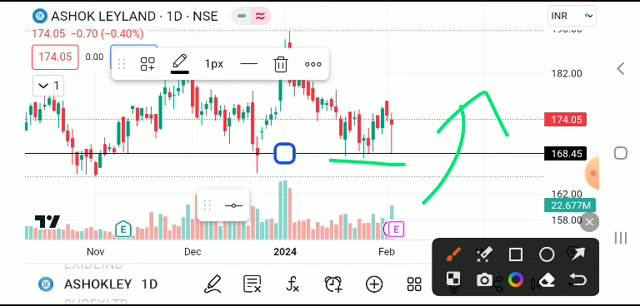 ASHOK LEYLAND · 1D · NSE
INR
174.05 −0.70 (−0.40%)
174.05
0.00
1px
1
182.00
174.05
168.45
162.00
22.677M
158.00
E
E
Nov
Dec
2024
Feb
ASHOKLEY 1D